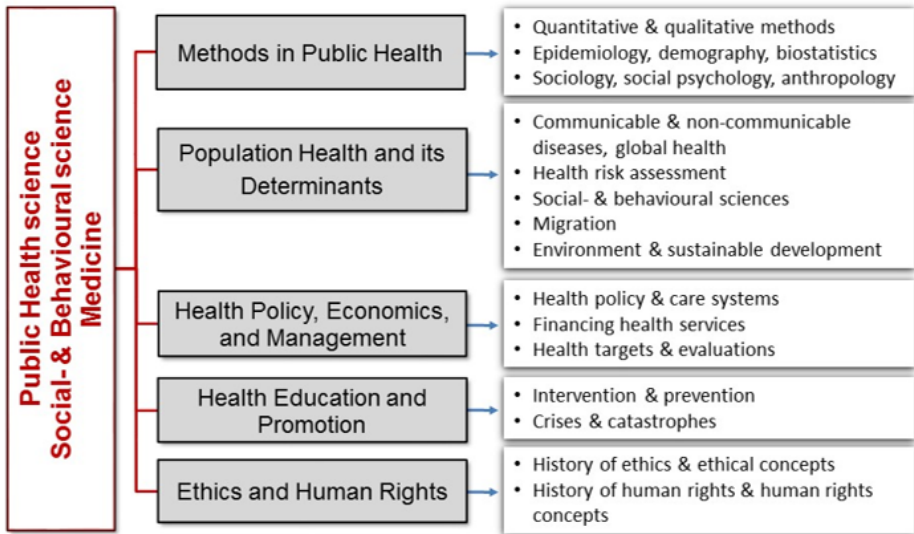 Public Health science
Social- & Behavioural science
Medicine
Methods in Public Health
• Quantitative & qualitative methods
• Epidemiology, demography, biostatistics
• Sociology, social psychology, anthropology
Population Health and its
Determinants
• Communicable & non-communicable
diseases, global health
• Health risk assessment
• Social- & behavioural sciences
• Migration
• Environment & sustainable development
Health Policy, Economics,
and Management
• Health policy & care systems
• Financing health services
• Health targets & evaluations
Health Education and
Promotion
• Intervention & prevention
• Crises & catastrophes
Ethics and Human Rights
• History of ethics & ethical concepts
• History of human rights & human rights
concepts